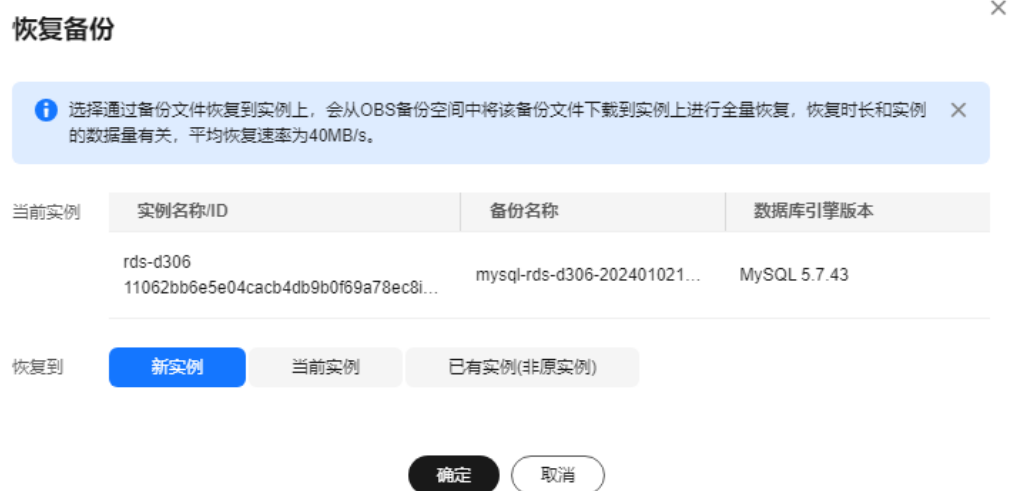 恢复备份
选择通过备份文件恢复到实例上，会从OBS备份空间中将该备份文件下载到实例上进行全量恢复，恢复时长和实例
的数据量有关，平均恢复速率为40MB/s。
当前实例 实例名称/ID 备份名称 数据库引擎版本
rds-d306
11062bb6e5e04cacb4db9b0f69a78ec8i... mysql-rds-d306-202401021... MySQL 5.7.43
恢复到 新实例 当前实例 已有实例(非原实例)
确定 取消